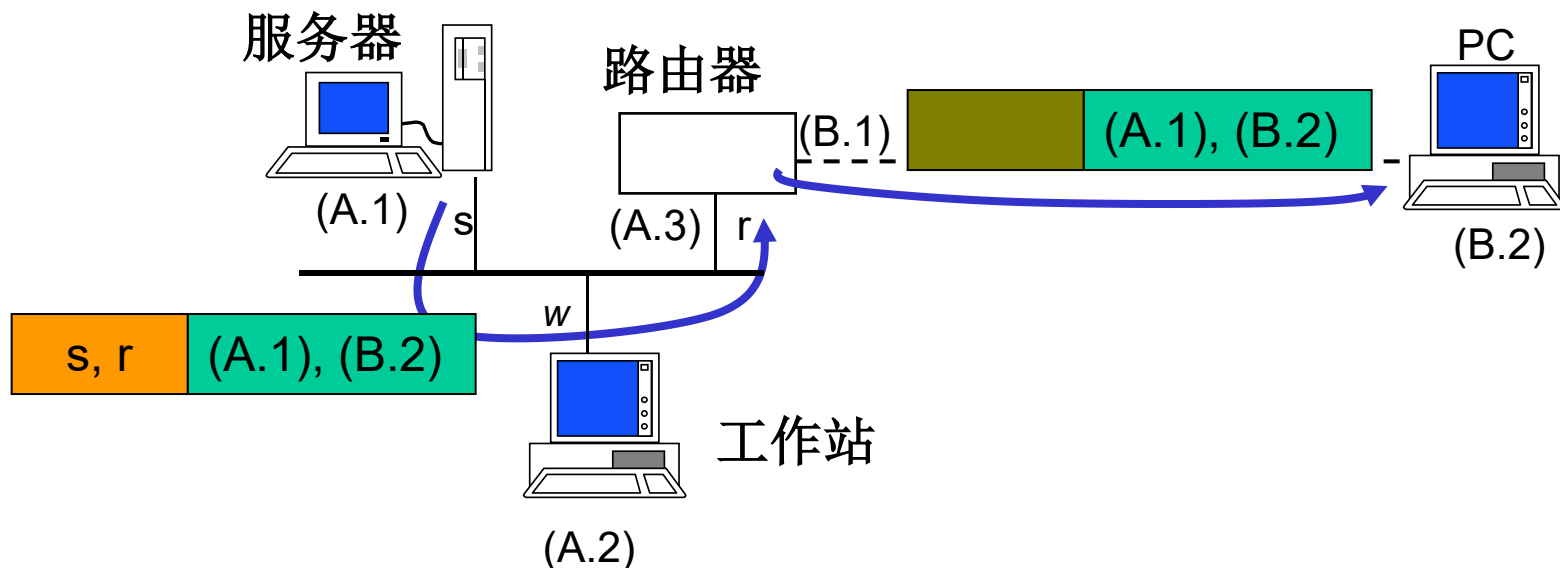 服务器
路由器
PC
(B.1)
(A.1), (B.2)
(A.1)
s
(A.3)
r
(B.2)
w
s, r
(A.1), (B.2)
工作站
(A.2)